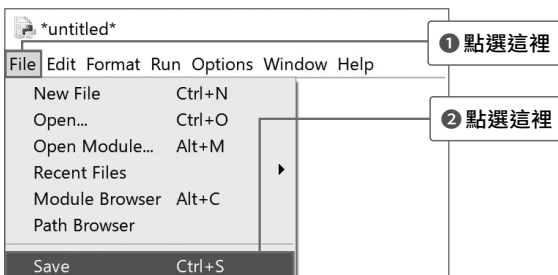 *untitled*
❶ 點選這裡
File Edit Format Run Options Window Help
New File Ctrl+N
❷ 點選這裡
Open... Ctrl+O
Open Module... Alt+M
Recent Files
Module Browser Alt+C
Path Browser
Save Ctrl+S